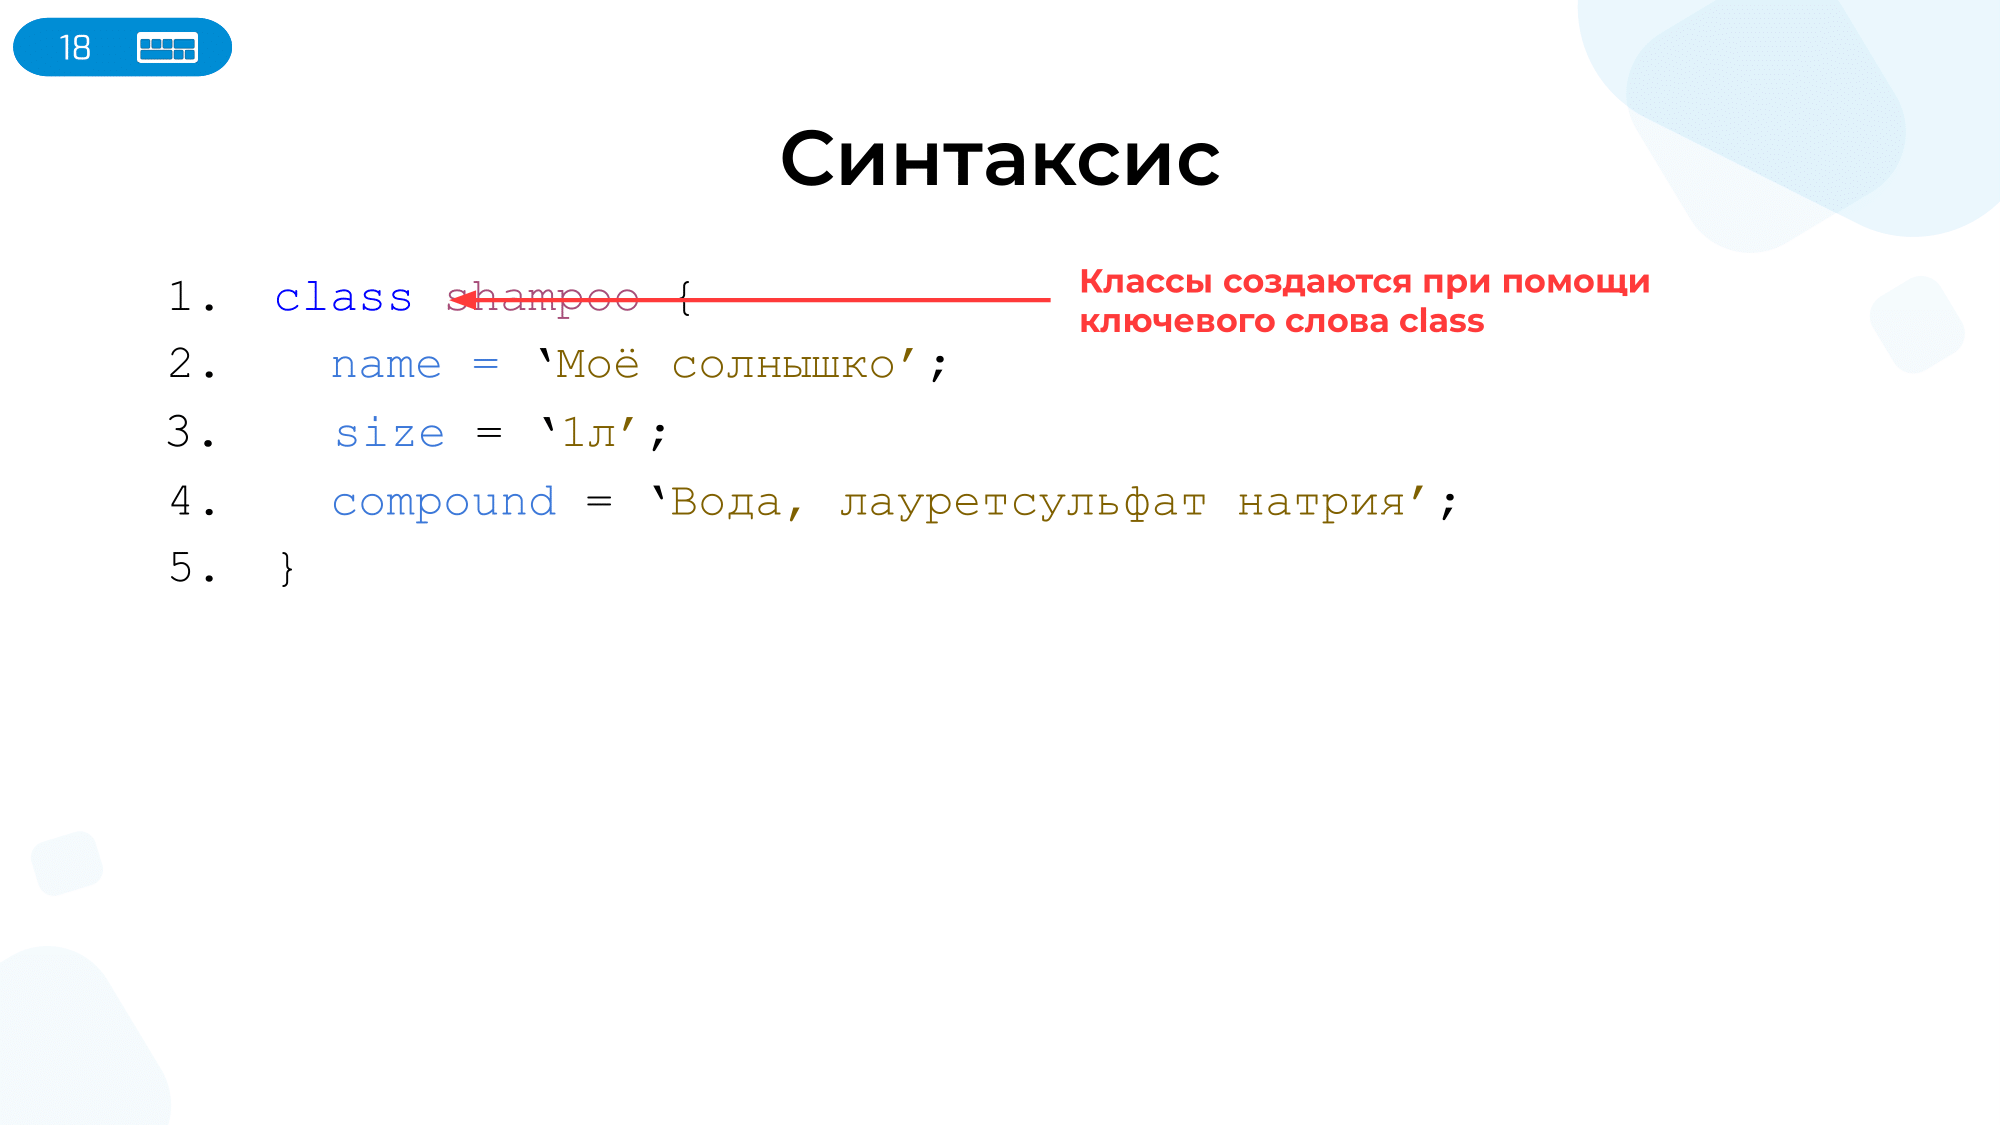 18
Синтаксис
1. class shampoo {
Классы создаются при помощи
ключевого слова class
2. name = ‘Моё солнышко’;
3. size = ‘1л’;
4. compound = ‘Вода, лауретсульфат натрия’;
5. }